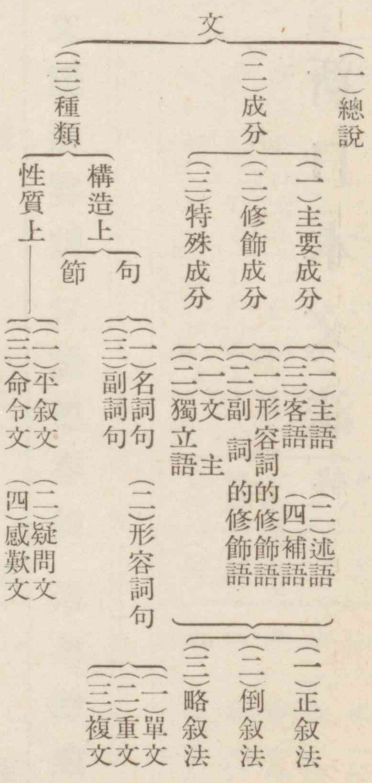 文
(一)總說
(二)成分
(三)種類
(一)主要成分
(二)修飾成分
(三)特殊成分
構造上
性質上
句
節
(一)主語　(二)述語
(三)客語　(四)補語
(一)形容詞的修飾語
(二)副詞的修飾語
(一)文主
(二)獨立語
(一)名詞句　(二)形容詞句
(三)副詞句
(一)平叙文　(二)疑問文
(三)命令文　(四)感歎文
(一)正叙法
(二)倒叙法
(三)略叙法
(一)單文
(二)重文
(三)複文